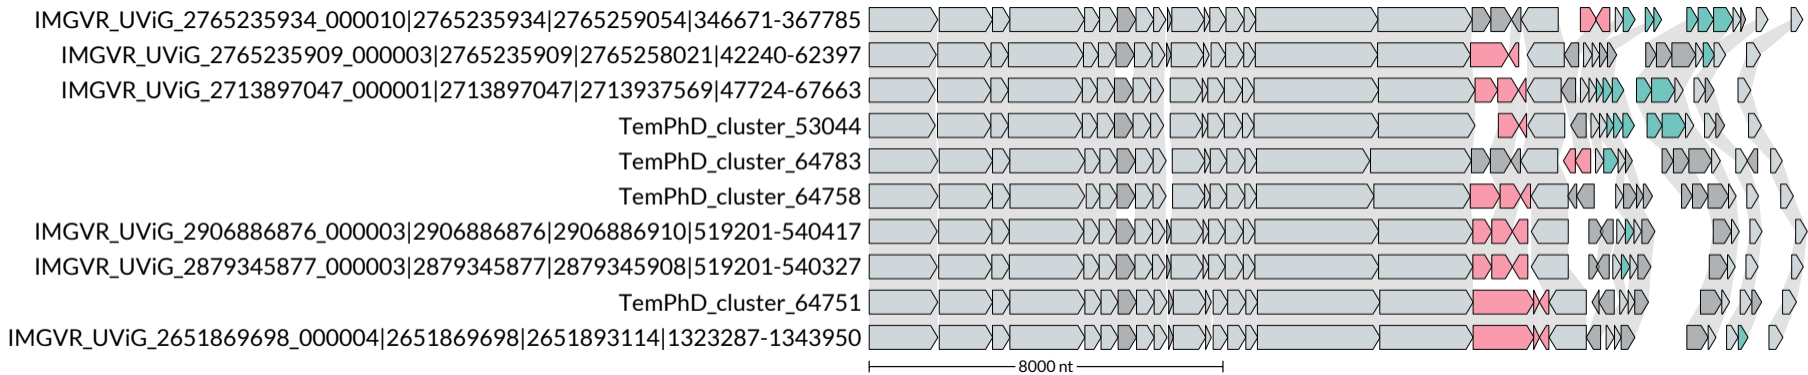 IMGVR_UViG_2765235934_000010|2765235934|2765259054|346671-367785
IMGVR_UViG_2765235909_000003|2765235909|2765258021|42240-62397
IMGVR_UViG_2713897047_000001|2713897047|2713937569|47724-67663
TemPhD_cluster_53044
TemPhD_cluster_64783
TemPhD_cluster_64758
IMGVR_UViG_2906886876_000003|2906886876|2906886910|519201-540417
IMGVR_UViG_2879345877_000003|2879345877|2879345908|519201-540327
TemPhD_cluster_64751
IMGVR_UViG_2651869698_000004|2651869698|2651893114|1323287-1343950
8000 nt